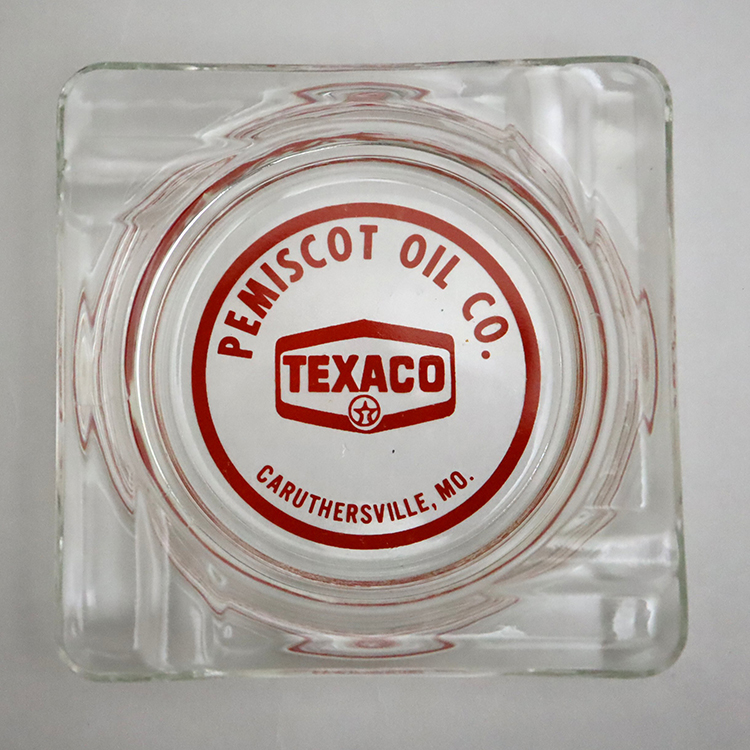 PEMISCOT OIL CO.
TEXACO
T
CARUTHERSVILLE, MO.